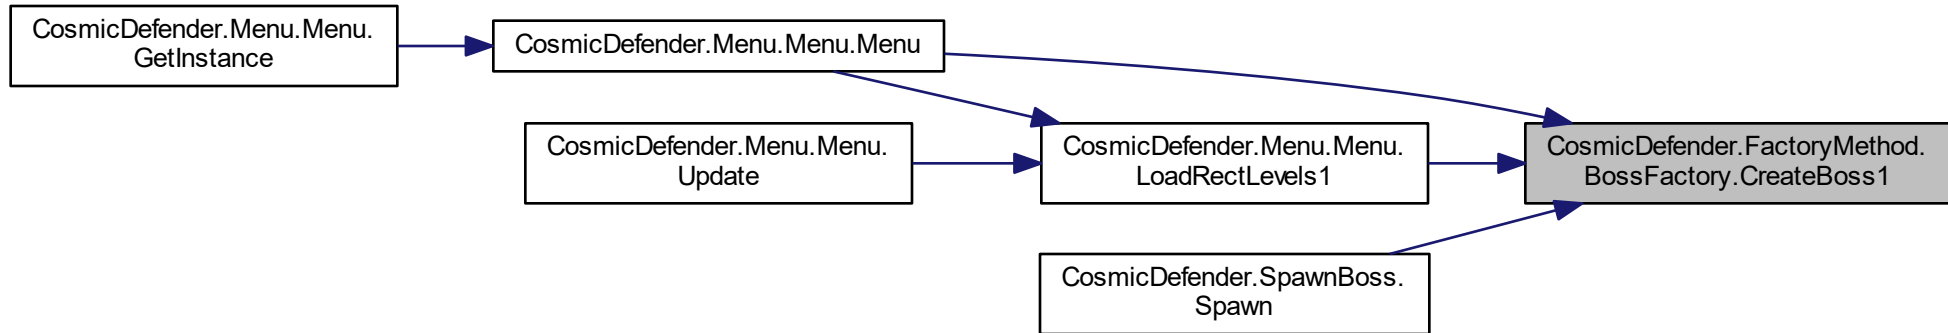 CosmicDefender.Menu.Menu.
GetInstance
CosmicDefender.Menu.Menu.Menu
CosmicDefender.Menu.Menu.
Update
CosmicDefender.Menu.Menu.
LoadRectLevels1
CosmicDefender.FactoryMethod.
BossFactory.CreateBoss1
CosmicDefender.SpawnBoss.
Spawn